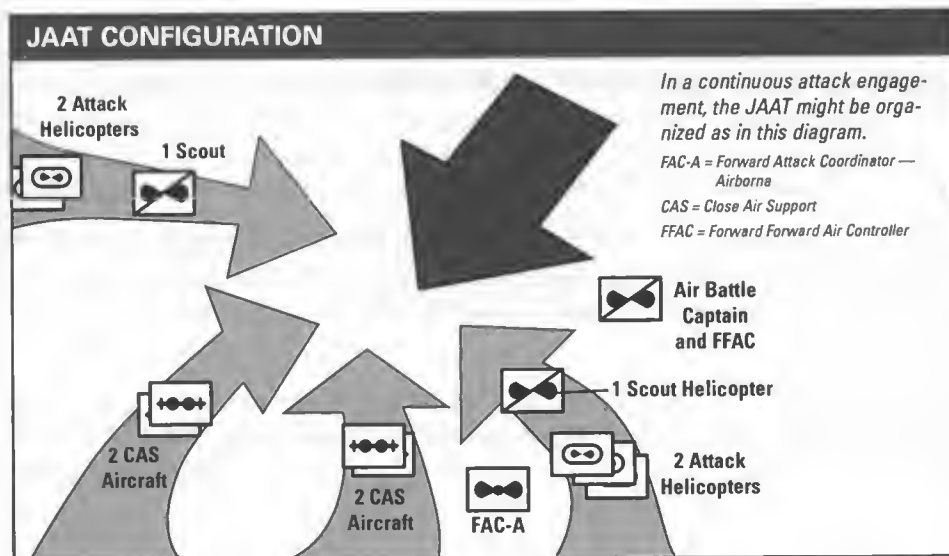 JAAT CONFIGURATION
In a continuous attack engage-
ment, the JAAT might be orga-
nized as in this diagram.
FAC-A = Forward Attack Coordinator —
Airborna
CAS = Close Air Support
FFAC = Forward Forward Air Controller
2 Attack
Helicopters
1 Scout
Air Battle
Captain
and FFAC
1 Scout Helicopter
2 CAS
Aircraft
2 CAS
Aircraft
FAC-A
2 Attack
Helicopters